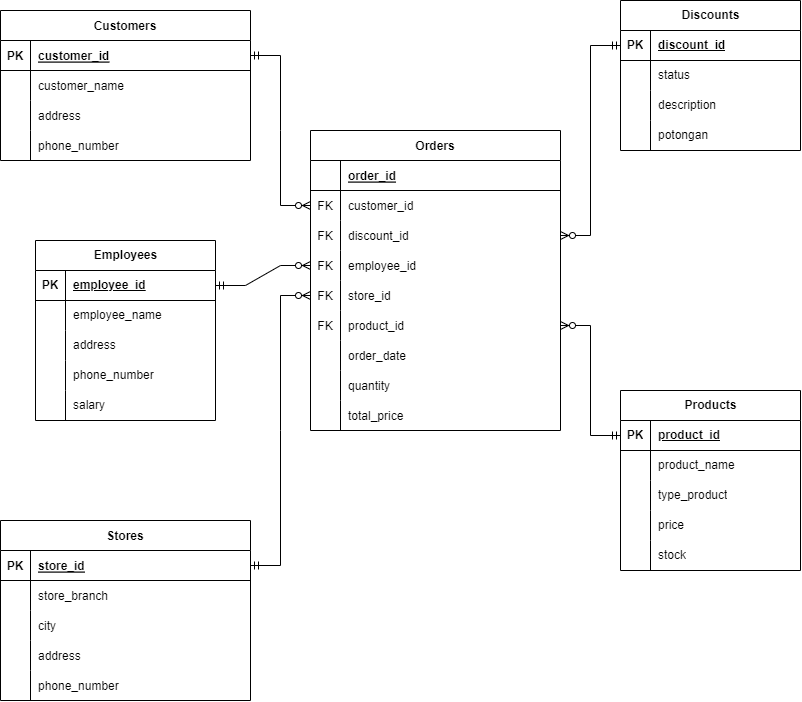 Customers
PK customer_id
customer_name
address
phone_number
Discounts
PK discount_id
status
description
potongan
Orders
order_id
FK customer_id
FK discount_id
FK employee_id
FK store_id
FK product_id
order_date
quantity
total_price
Employees
PK employee_id
employee_name
address
phone_number
salary
Products
PK product_id
product_name
type_product
price
stock
Stores
PK store_id
store_branch
city
address
phone_number